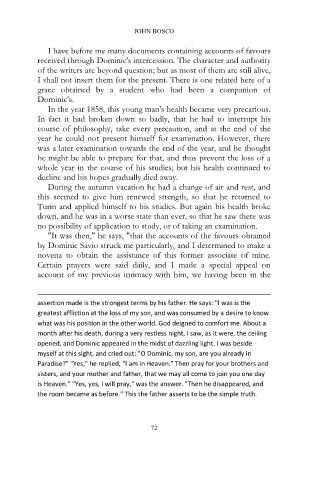 JOHN BOSCO
I have before me many documents containing accounts of favours
received through Dominic's intercession. The character and authority
of the writers are beyond question; but as most of them are still alive,
I shall not insert them for the present. There is one related here of a
grace obtained by a student who had been a companion of
Dominic's.
In the year 1858, this young man's health became very precarious.
In fact it had broken down so badly, that he had to interrupt his
course of philosophy, take every precaution, and at the end of the
year he could not present himself for examination. However, there
was a later examination towards the end of the year, and he thought
he might be able to prepare for that, and thus prevent the loss of a
whole year in the course of his studies; but his health continued to
decline and his hopes gradually died away.
During the autumn vacation he had a change of air and rest, and
this seemed to give him renewed strength, so that he returned to
Turin and applied himself to his studies. But again his health broke
down, and he was in a worse state than ever, so that he saw there was
no possibility of application to study, or of taking an examination.
"It was then," he says, "that the accounts of the favours obtained
by Dominic Savio struck me particularly, and I determined to make a
novena to obtain the assistance of this former associate of mine.
Certain prayers were said daily, and I made a special appeal on
account of my previous intimacy with him, we having been in the
assertion made is the strongest terms by his father. He says: "I was is the
greatest affliction at the loss of my son, and was consumed by a desire to know
what was his position in the other world. God deigned to comfort me. About a
month after his death, during a very restless night, I saw, as it were, the ceiling
opened, and Dominic appeared in the midst of dazzling light. I was beside
myself at this sight, and cried out: "O Dominic, my son, are you already in
Paradise?" "Yes," he replied, "I am in Heaven." Then pray for your brothers and
sisters, and your mother and father, that we may all come to join you one day
is Heaven." "Yes, yes, I will pray," was the answer. "Then he disappeared, and
the room became as before." This the father asserts to be the simple truth.
72